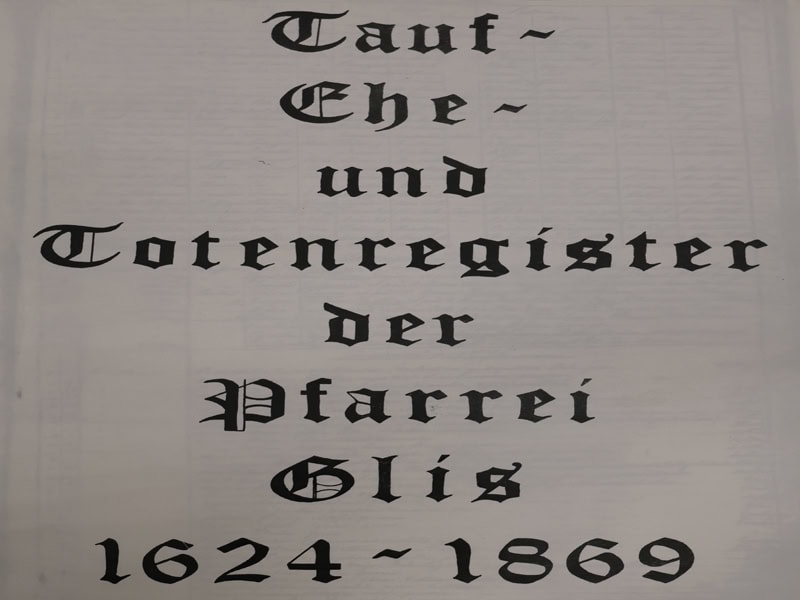 Tauf ~
Ehe ~
und
Totenregister
der
Pfarrei
Glis
1624 ~ 1869